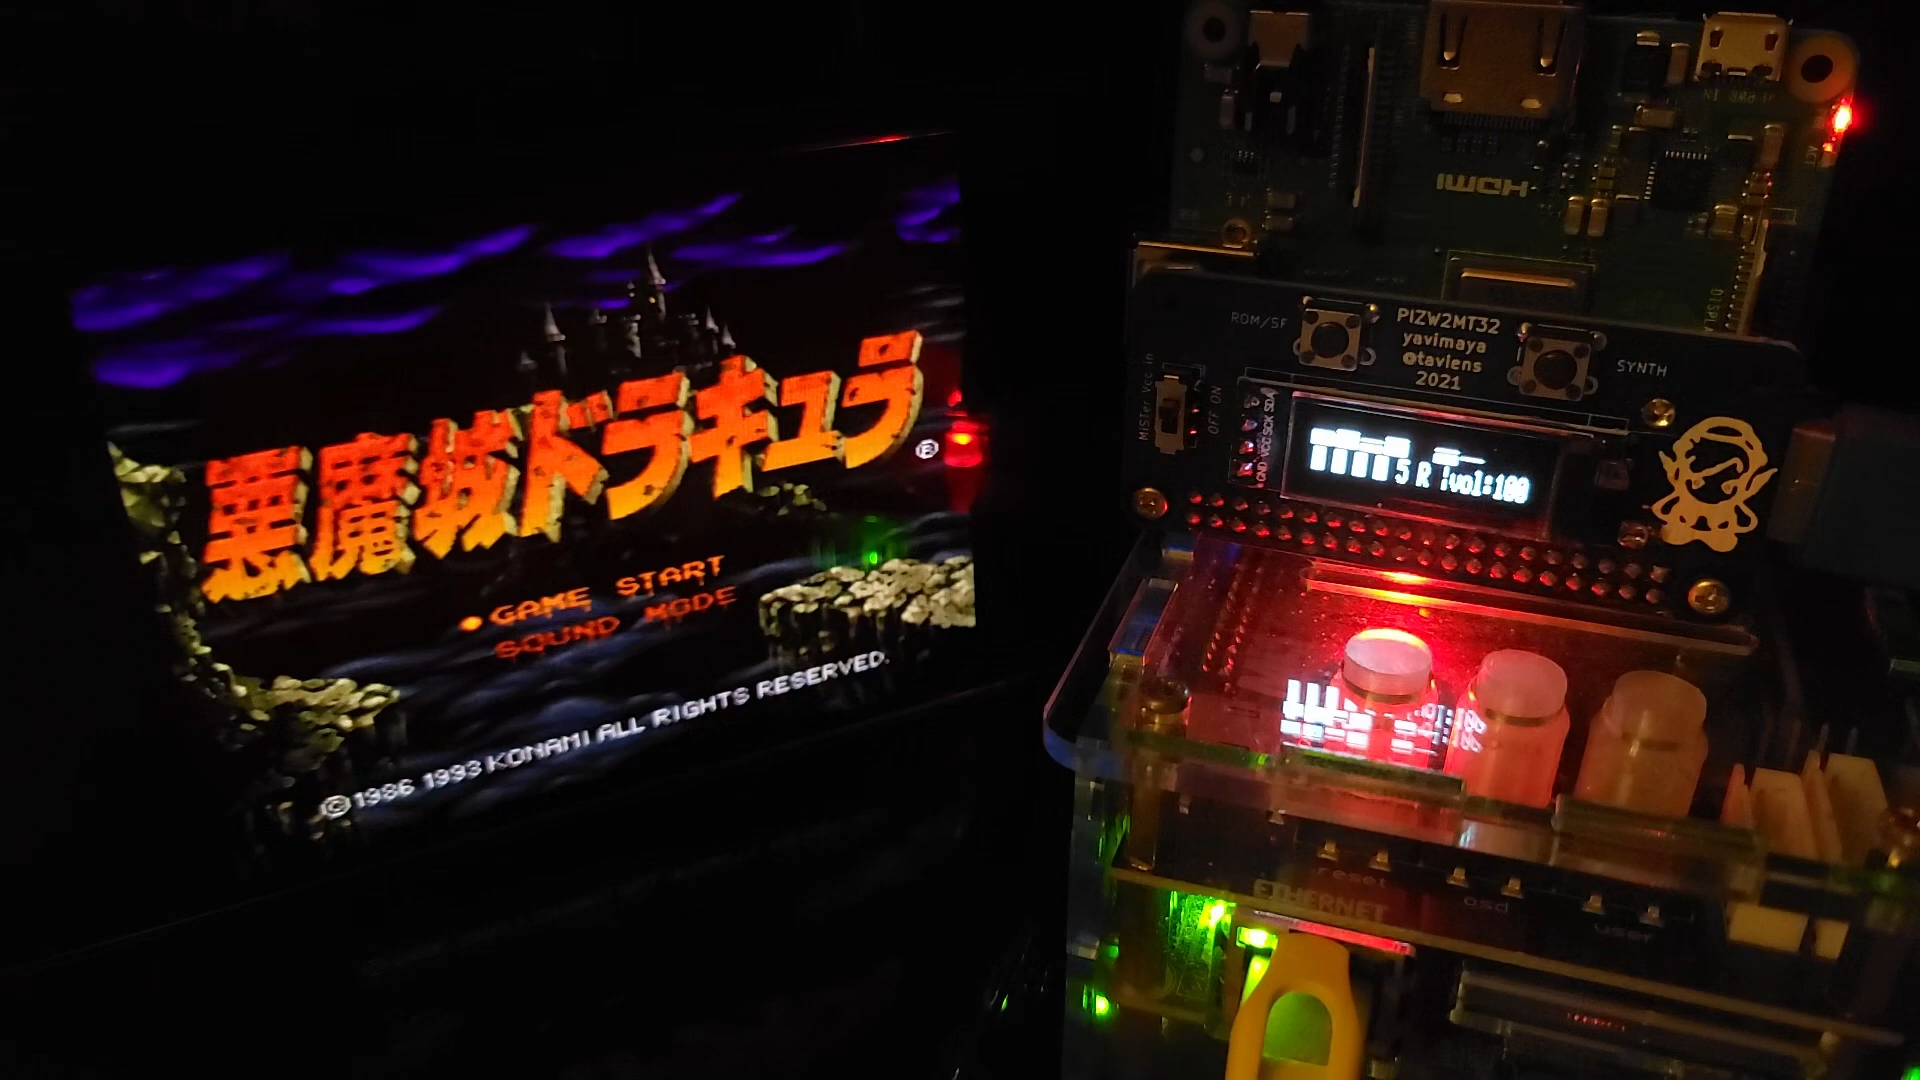 悪魔城ドラキュラ
®
GAME START
SOUND MODE
©1986 1993 KONAMI ALL RIGHTS RESERVED.
HDMI
ACT
ROM/SF
PIZW2MT32
yavimaya
@tavlens
2021
SYNTH
MiSTer Vcc in
OFF ON
GND VCC SCK SDA
5 R vol:100
reset
osd
user
ETHERNET